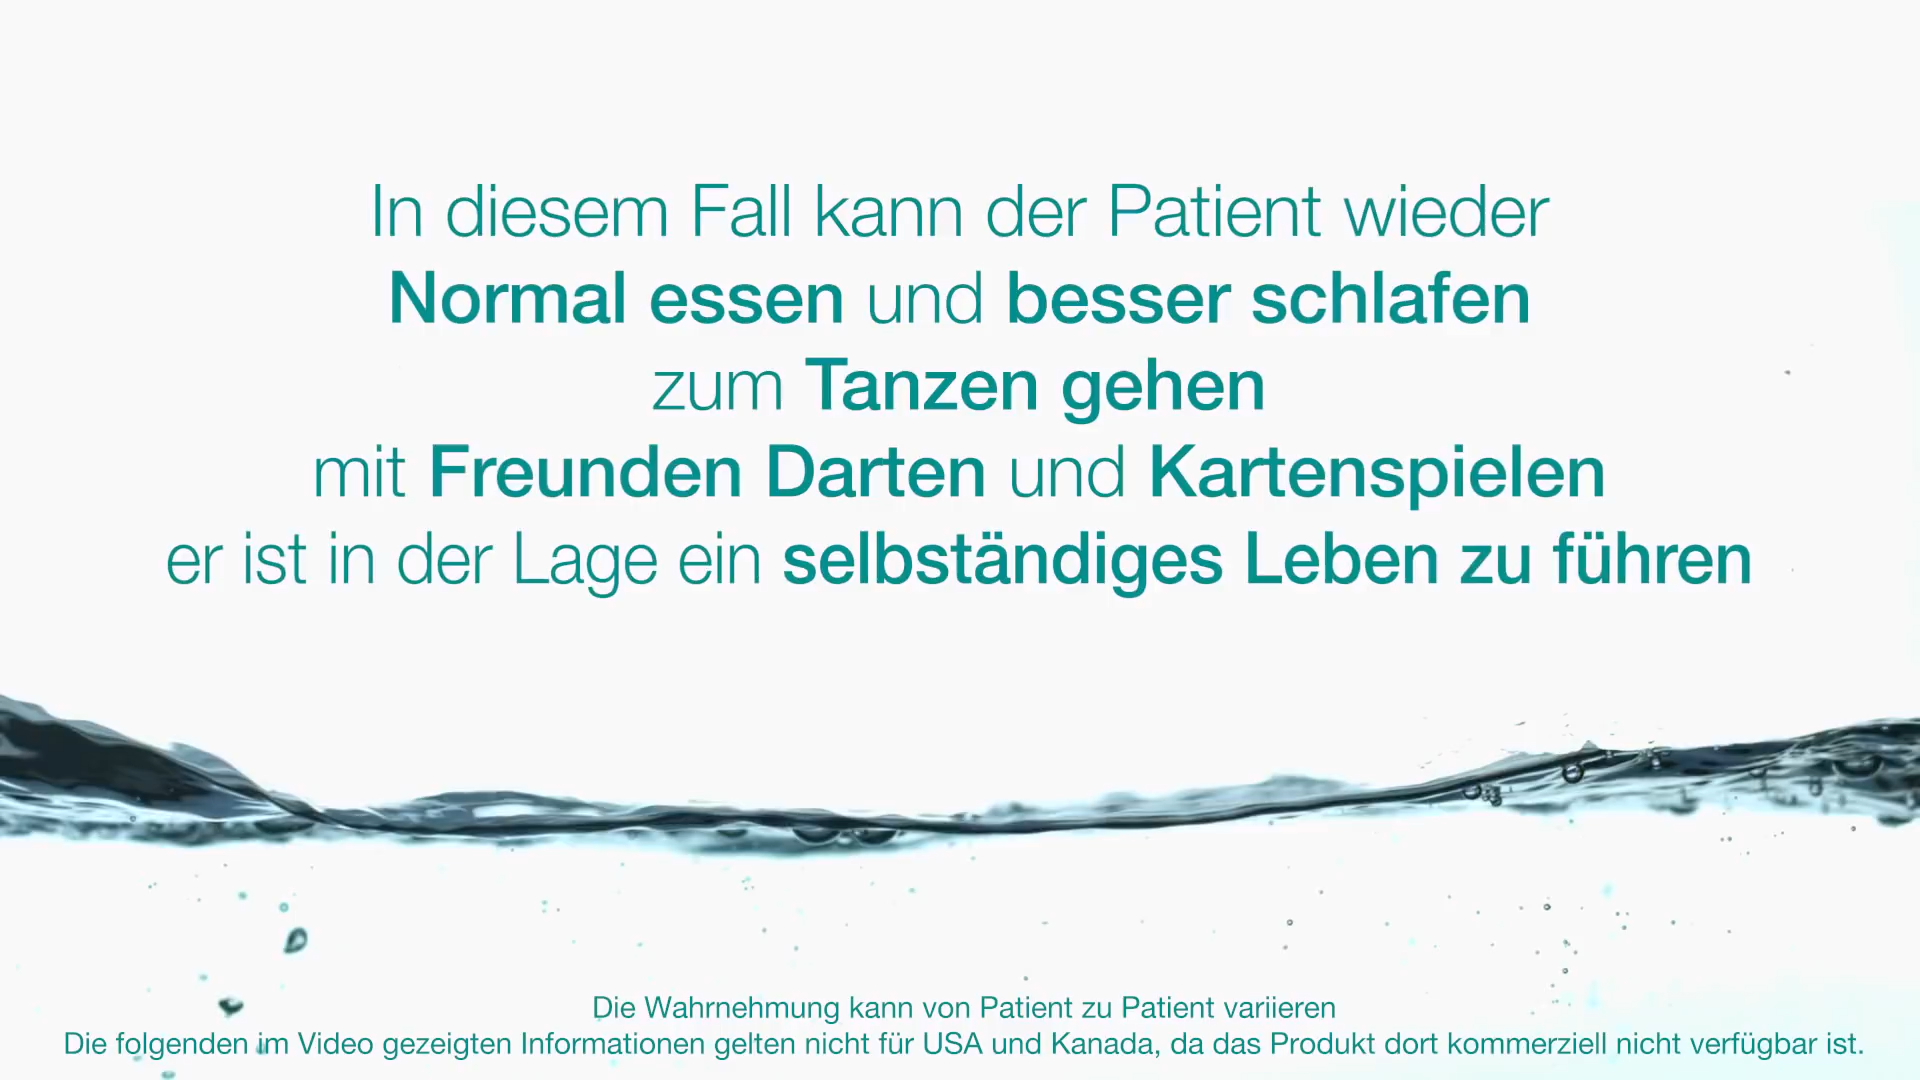 In diesem Fall kann der Patient wieder
Normal essen und besser schlafen
zum Tanzen gehen
mit Freunden Darten und Kartenspielen
er ist in der Lage ein selbständiges Leben zu führen
Die Wahrnehmung kann von Patient zu Patient variieren
Die folgenden im Video gezeigten Informationen gelten nicht für USA und Kanada, da das Produkt dort kommerziell nicht verfügbar ist.